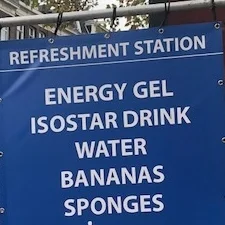 REFRESHMENT STATION
ENERGY GEL
ISOSTAR DRINK
WATER
BANANAS
SPONGES